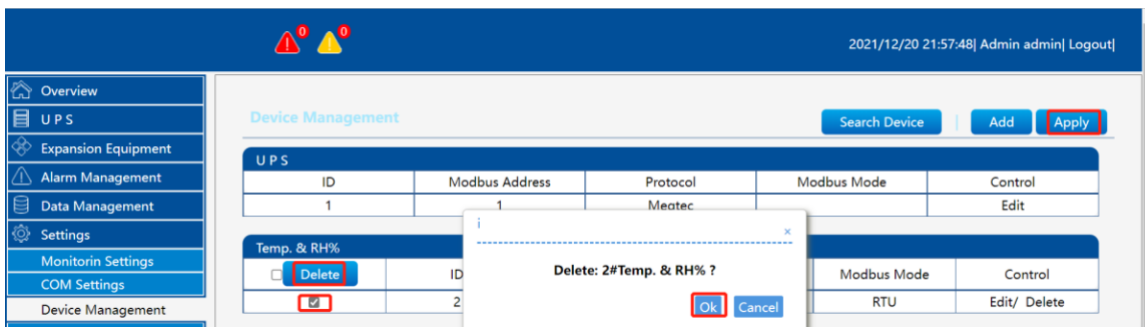 0 0
2021/12/20 21:57:48| Admin admin| Logout|
Overview
UPS
Expansion Equipment
Alarm Management
Data Management
Settings
Monitorin Settings
COM Settings
Device Management
Device Management
Search Device | Add Apply
UPS
ID Modbus Address Protocol Modbus Mode Control
1 1 Megtec Edit
Temp. & RH%
Delete ID Modbus Mode Control
2 RTU Edit/ Delete
i ×
Delete: 2#Temp. & RH% ?
Ok Cancel